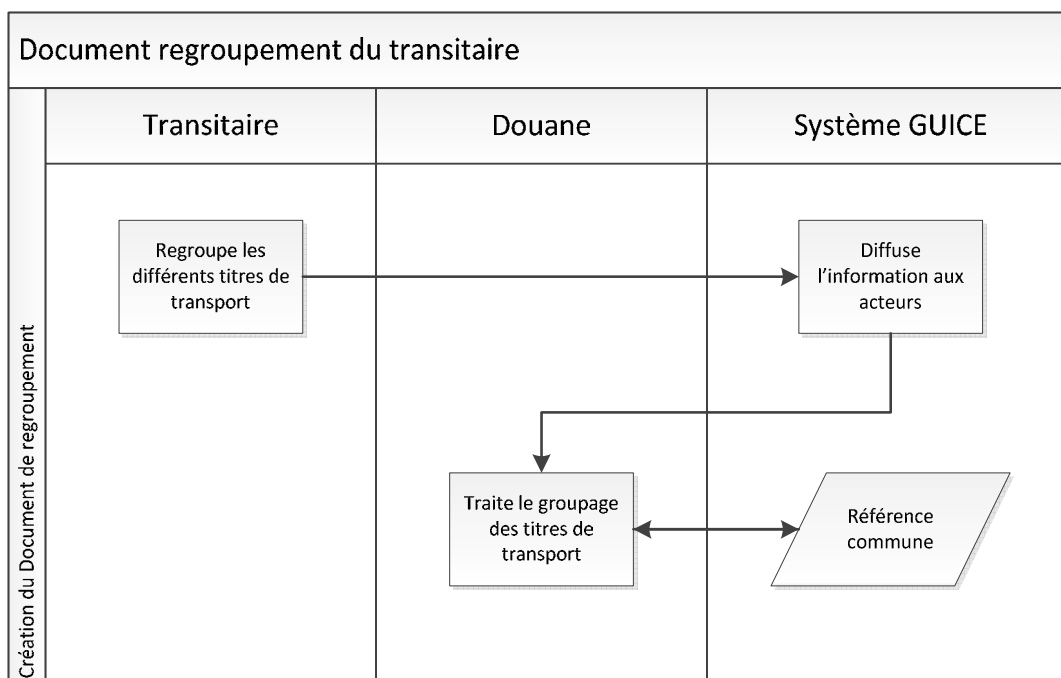 Document regroupement du transitaire
Transitaire
Douane
Système GUICE
Création du Document de regroupement
Regroupe les
différents titres de
transport
Diffuse
l'information aux
acteurs
Traite le groupage
des titres de
transport
Référence
commune